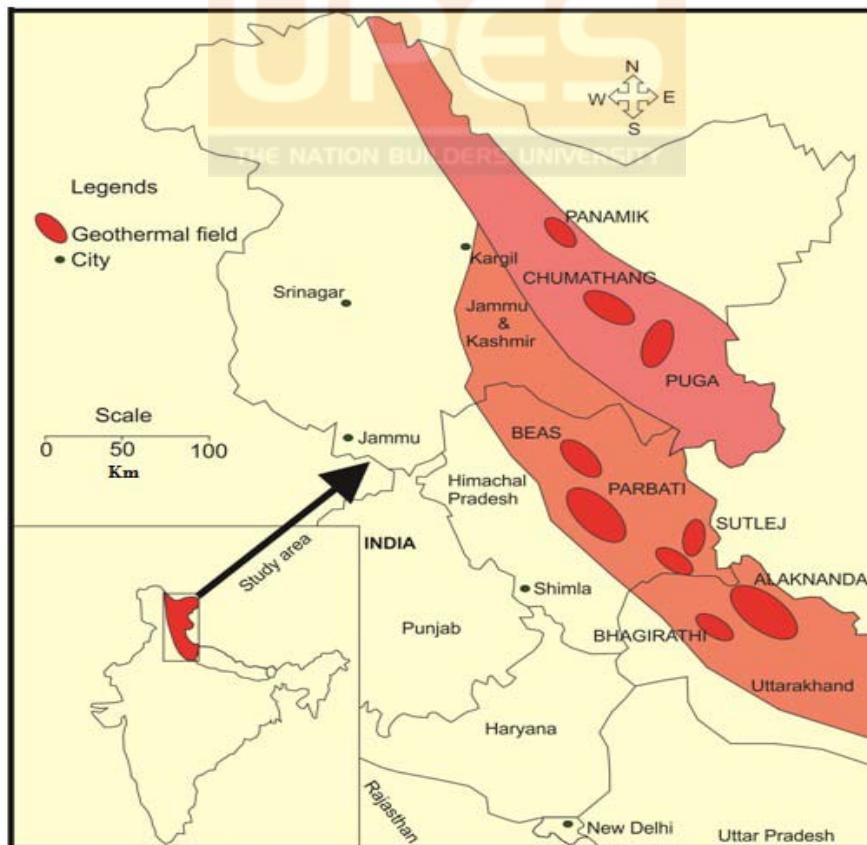 UPES
THE NATION BUILDERS UNIVERSITY
N
W E
S
Legends
Geothermal field
City
PANAMIK
Kargil
CHUMATHANG
Srinagar
Jammu
&
Kashmir
PUGA
Scale
0 50 100
Km
Jammu
BEAS
Himachal
Pradesh
PARBATI
SUTLEJ
INDIA
Study area
ALAKNANDA
Shimla
Punjab
BHAGIRATHI
Uttarakhand
Haryana
Rajasthan
New Delhi
Uttar Pradesh